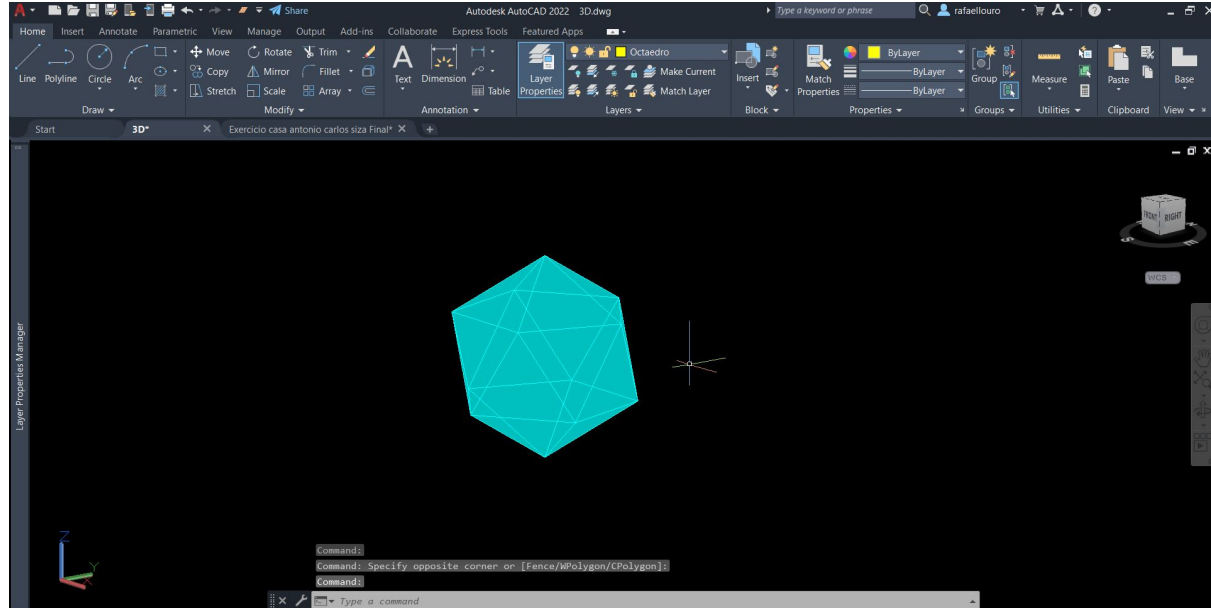 A Share Autodesk AutoCAD 2022 3D.dwg Type a keyword or phrase rafaellouro
Home Insert Annotate Parametric View Manage Output Add-ins Collaborate Express Tools Featured Apps
Line Polyline Circle Arc
Move Rotate Trim
Copy Mirror Fillet
Stretch Scale Array
Text Dimension Table
Layer Properties
Octaedro
Make Current
Match Layer
Insert
Match Properties
ByLayer
ByLayer
ByLayer
Group
Measure
Paste
Base
Draw Modify Annotation Layers Block Properties Groups Utilities Clipboard View
Start 3D* Exercicio casa antonio carlos siza Final*
Layer Properties Manager
FRONT RIGHT
S E
WCS
Z
Y
Command:
Command: Specify opposite corner or [Fence/WPolygon/CPolygon]:
Command:
Type a command